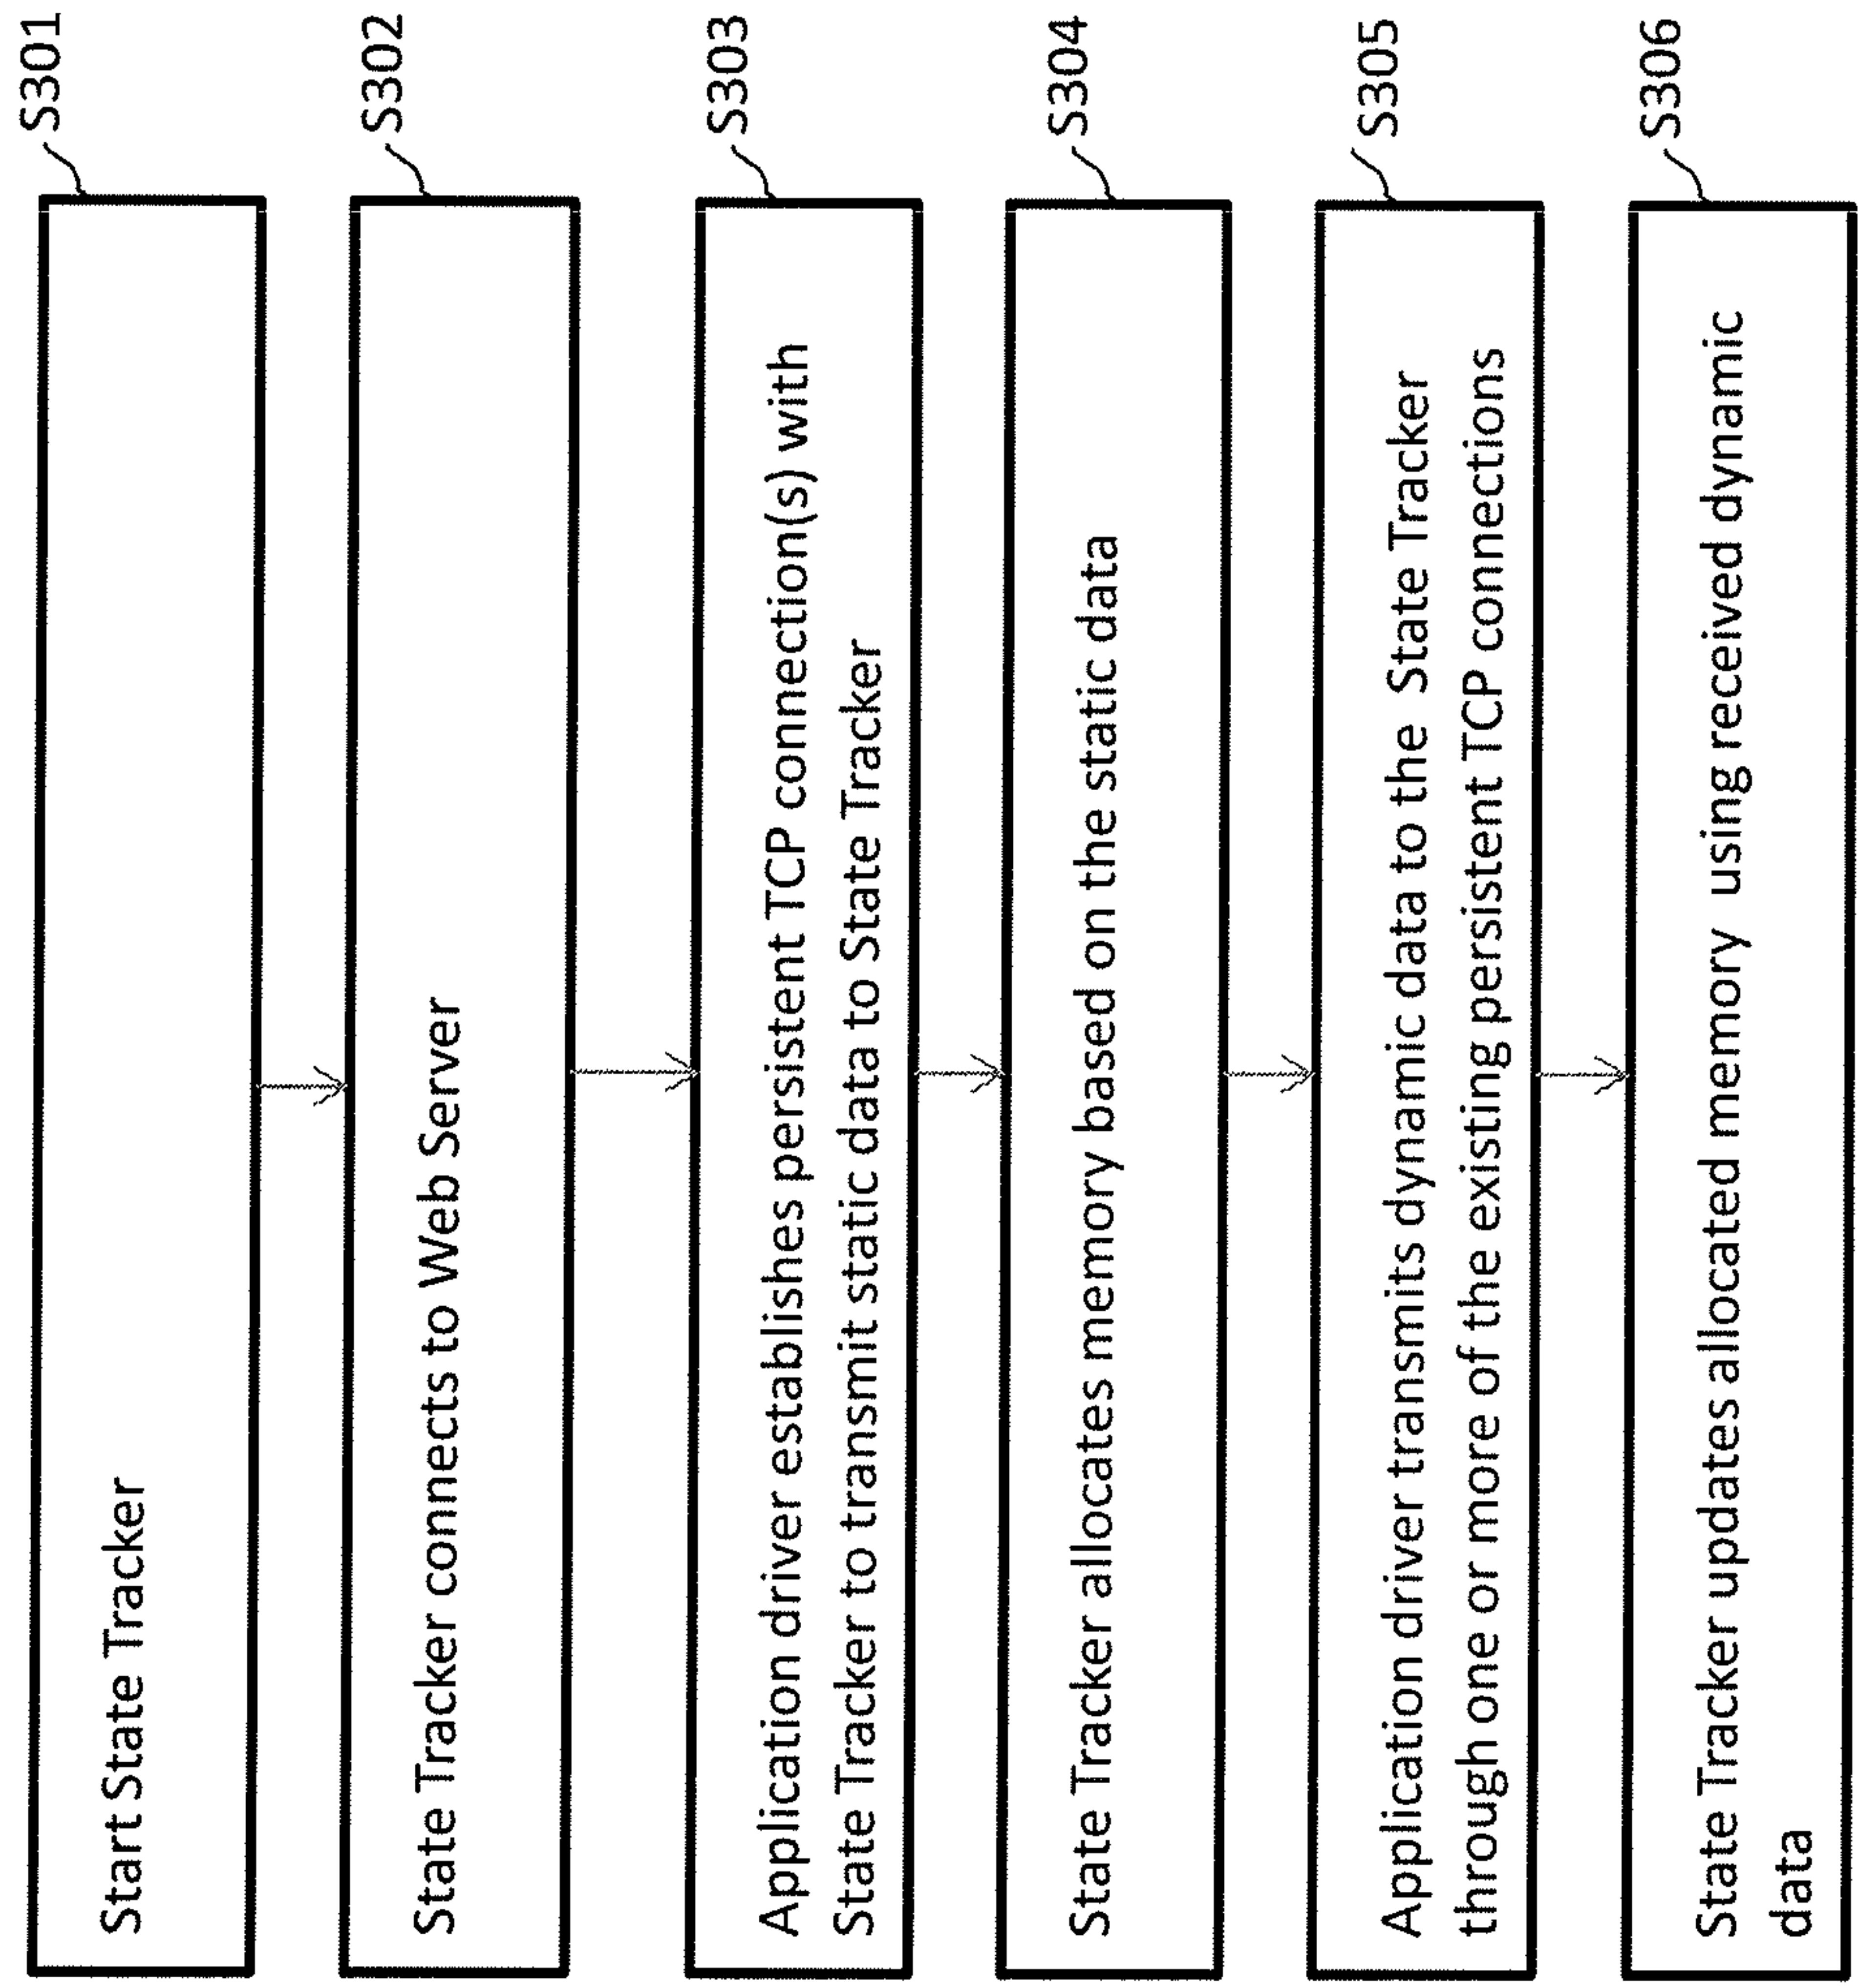 S301
Start State Tracker
S302
State Tracker connects to Web Server
S303
Application driver establishes persistent TCP connection(s) with
State Tracker to transmit static data to State Tracker
S304
State Tracker allocates memory based on the static data
S305
Application driver transmits dynamic data to the State Tracker
through one or more of the existing persistent TCP connections
S306
State Tracker updates allocated memory using received dynamic
data